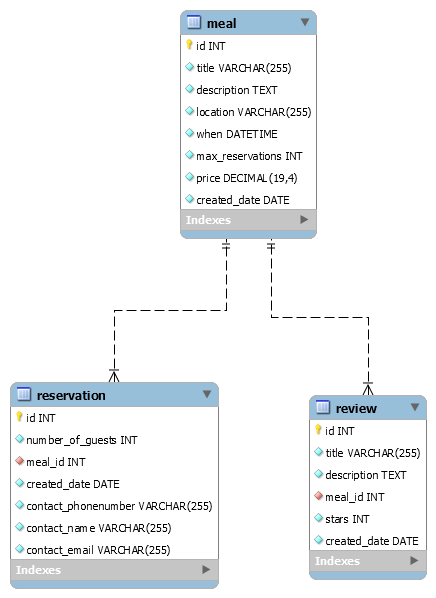 meal
id INT
title VARCHAR(255)
description TEXT
location VARCHAR(255)
when DATETIME
max_reservations INT
price DECIMAL(19,4)
created_date DATE
Indexes
reservation
id INT
number_of_guests INT
meal_id INT
created_date DATE
contact_phonenumber VARCHAR(255)
contact_name VARCHAR(255)
contact_email VARCHAR(255)
Indexes
review
id INT
title VARCHAR(255)
description TEXT
meal_id INT
stars INT
created_date DATE
Indexes